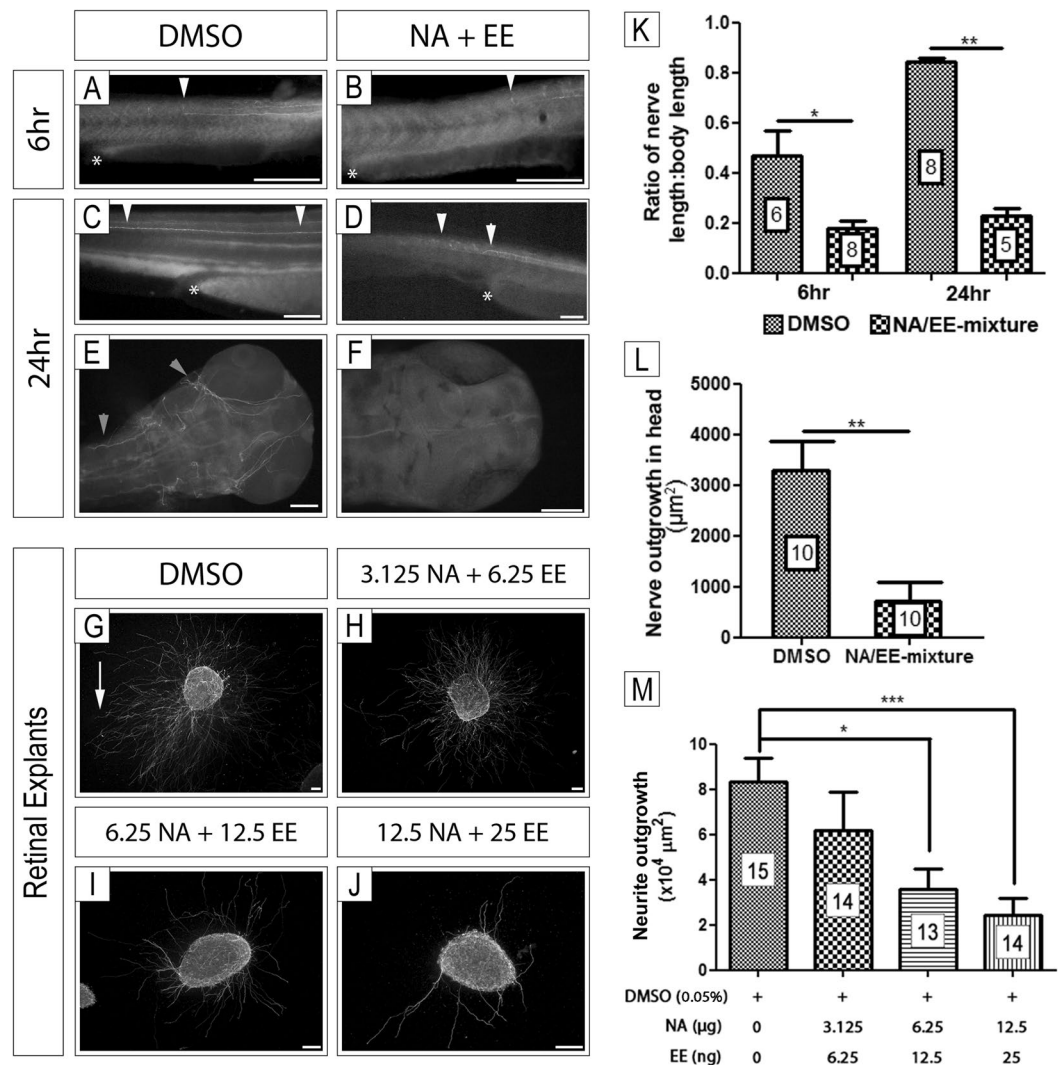 DMSO
NA + EE
6hr
A
*
B
*
24hr
C
*
D
*
E
F
Retinal Explants
DMSO
3.125 NA + 6.25 EE
G
H
6.25 NA + 12.5 EE
12.5 NA + 25 EE
I
J
K
Ratio of nerve
length:body length
1.0
0.8
0.6
0.4
0.2
0.0
*
**
6
8
8
5
6hr
24hr
DMSO
NA/EE-mixture
L
Nerve outgrowth in head
(µm²)
5000
4000
3000
2000
1000
0
**
10
10
DMSO
NA/EE-mixture
M
Neurite outgrowth
(x10⁴ µm²)
10
8
6
4
2
0
***
*
15
14
13
14
DMSO (0.05%) + + + +
NA (µg) 0 3.125 6.25 12.5
EE (ng) 0 6.25 12.5 25